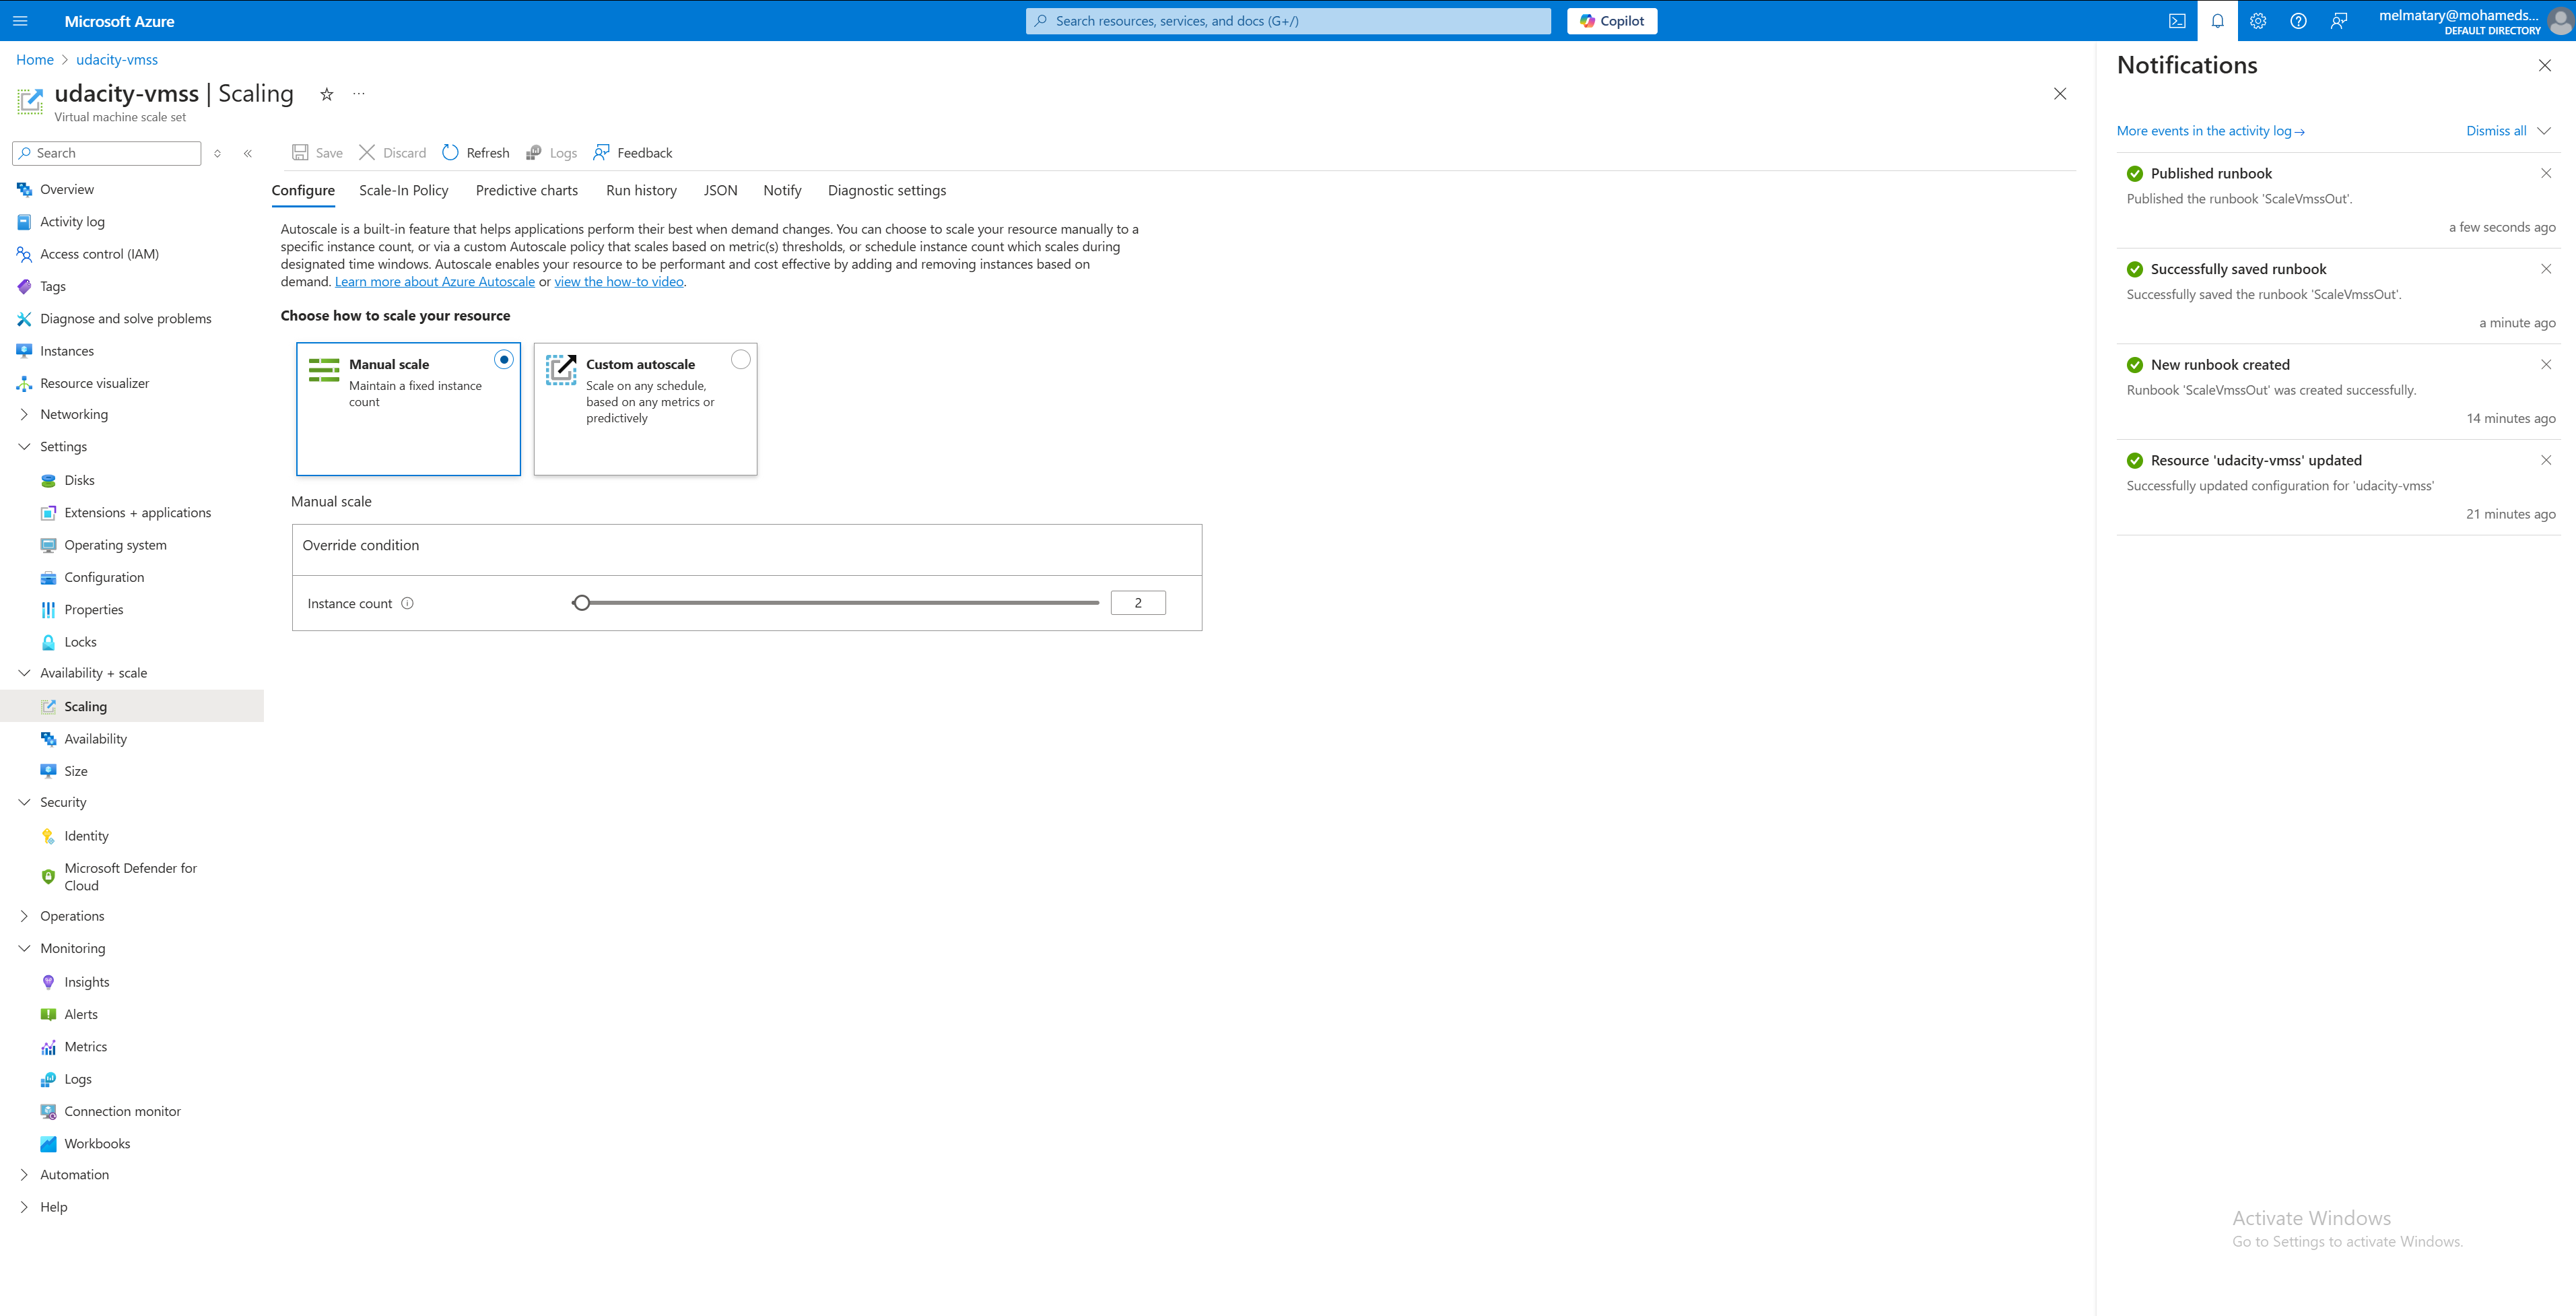 Microsoft Azure
Search resources, services, and docs (G+/)
Copilot
melmatary@mohameds...
DEFAULT DIRECTORY
Home > udacity-vmss
udacity-vmss | Scaling
Virtual machine scale set
Search
Save
Discard
Refresh
Logs
Feedback
Overview
Activity log
Access control (IAM)
Tags
Diagnose and solve problems
Instances
Resource visualizer
Networking
Settings
Disks
Extensions + applications
Operating system
Configuration
Properties
Locks
Availability + scale
Scaling
Availability
Size
Security
Identity
Microsoft Defender for
Cloud
Operations
Monitoring
Insights
Alerts
Metrics
Logs
Connection monitor
Workbooks
Automation
Help
Configure
Scale-In Policy
Predictive charts
Run history
JSON
Notify
Diagnostic settings
Autoscale is a built-in feature that helps applications perform their best when demand changes. You can choose to scale your resource manually to a
specific instance count, or via a custom Autoscale policy that scales based on metric(s) thresholds, or schedule instance count which scales during
designated time windows. Autoscale enables your resource to be performant and cost effective by adding and removing instances based on
demand. Learn more about Azure Autoscale or view the how-to video.
Choose how to scale your resource
Manual scale
Maintain a fixed instance
count
Custom autoscale
Scale on any schedule,
based on any metrics or
predictively
Manual scale
Override condition
Instance count
2
Notifications
More events in the activity log →
Dismiss all
Published runbook
Published the runbook 'ScaleVmssOut'.
a few seconds ago
Successfully saved runbook
Successfully saved the runbook 'ScaleVmssOut'.
a minute ago
New runbook created
Runbook 'ScaleVmssOut' was created successfully.
14 minutes ago
Resource 'udacity-vmss' updated
Successfully updated configuration for 'udacity-vmss'
21 minutes ago
Activate Windows
Go to Settings to activate Windows.